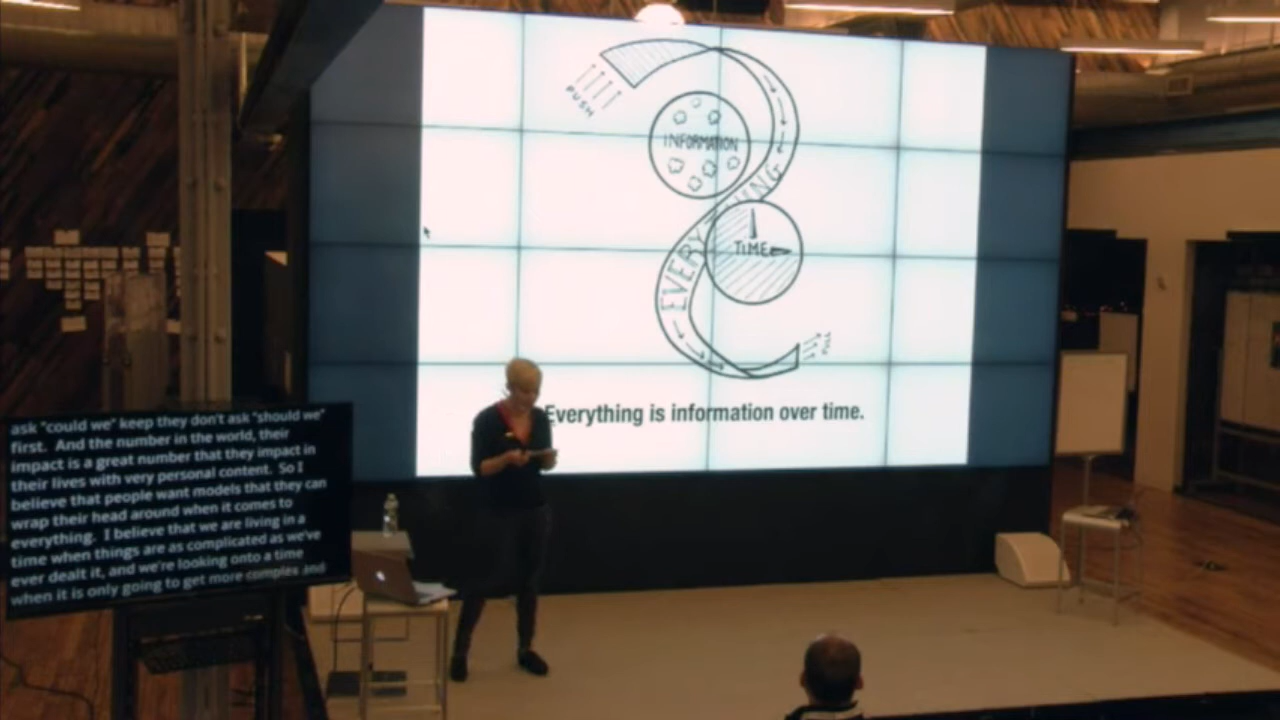 PUSH
INFORMATION
EVERYTHING
TIME
PULL
Everything is information over time.
ask "could we" keep they don't ask "should we"
first. And the number in the world, their
impact is a great number that they impact in
their lives with very personal content. So I
believe that people want models that they can
wrap their head around when it comes to
everything. I believe that we are living in a
time when things are as complicated as we've
ever dealt it, and we're looking onto a time
when it is only going to get more complex and